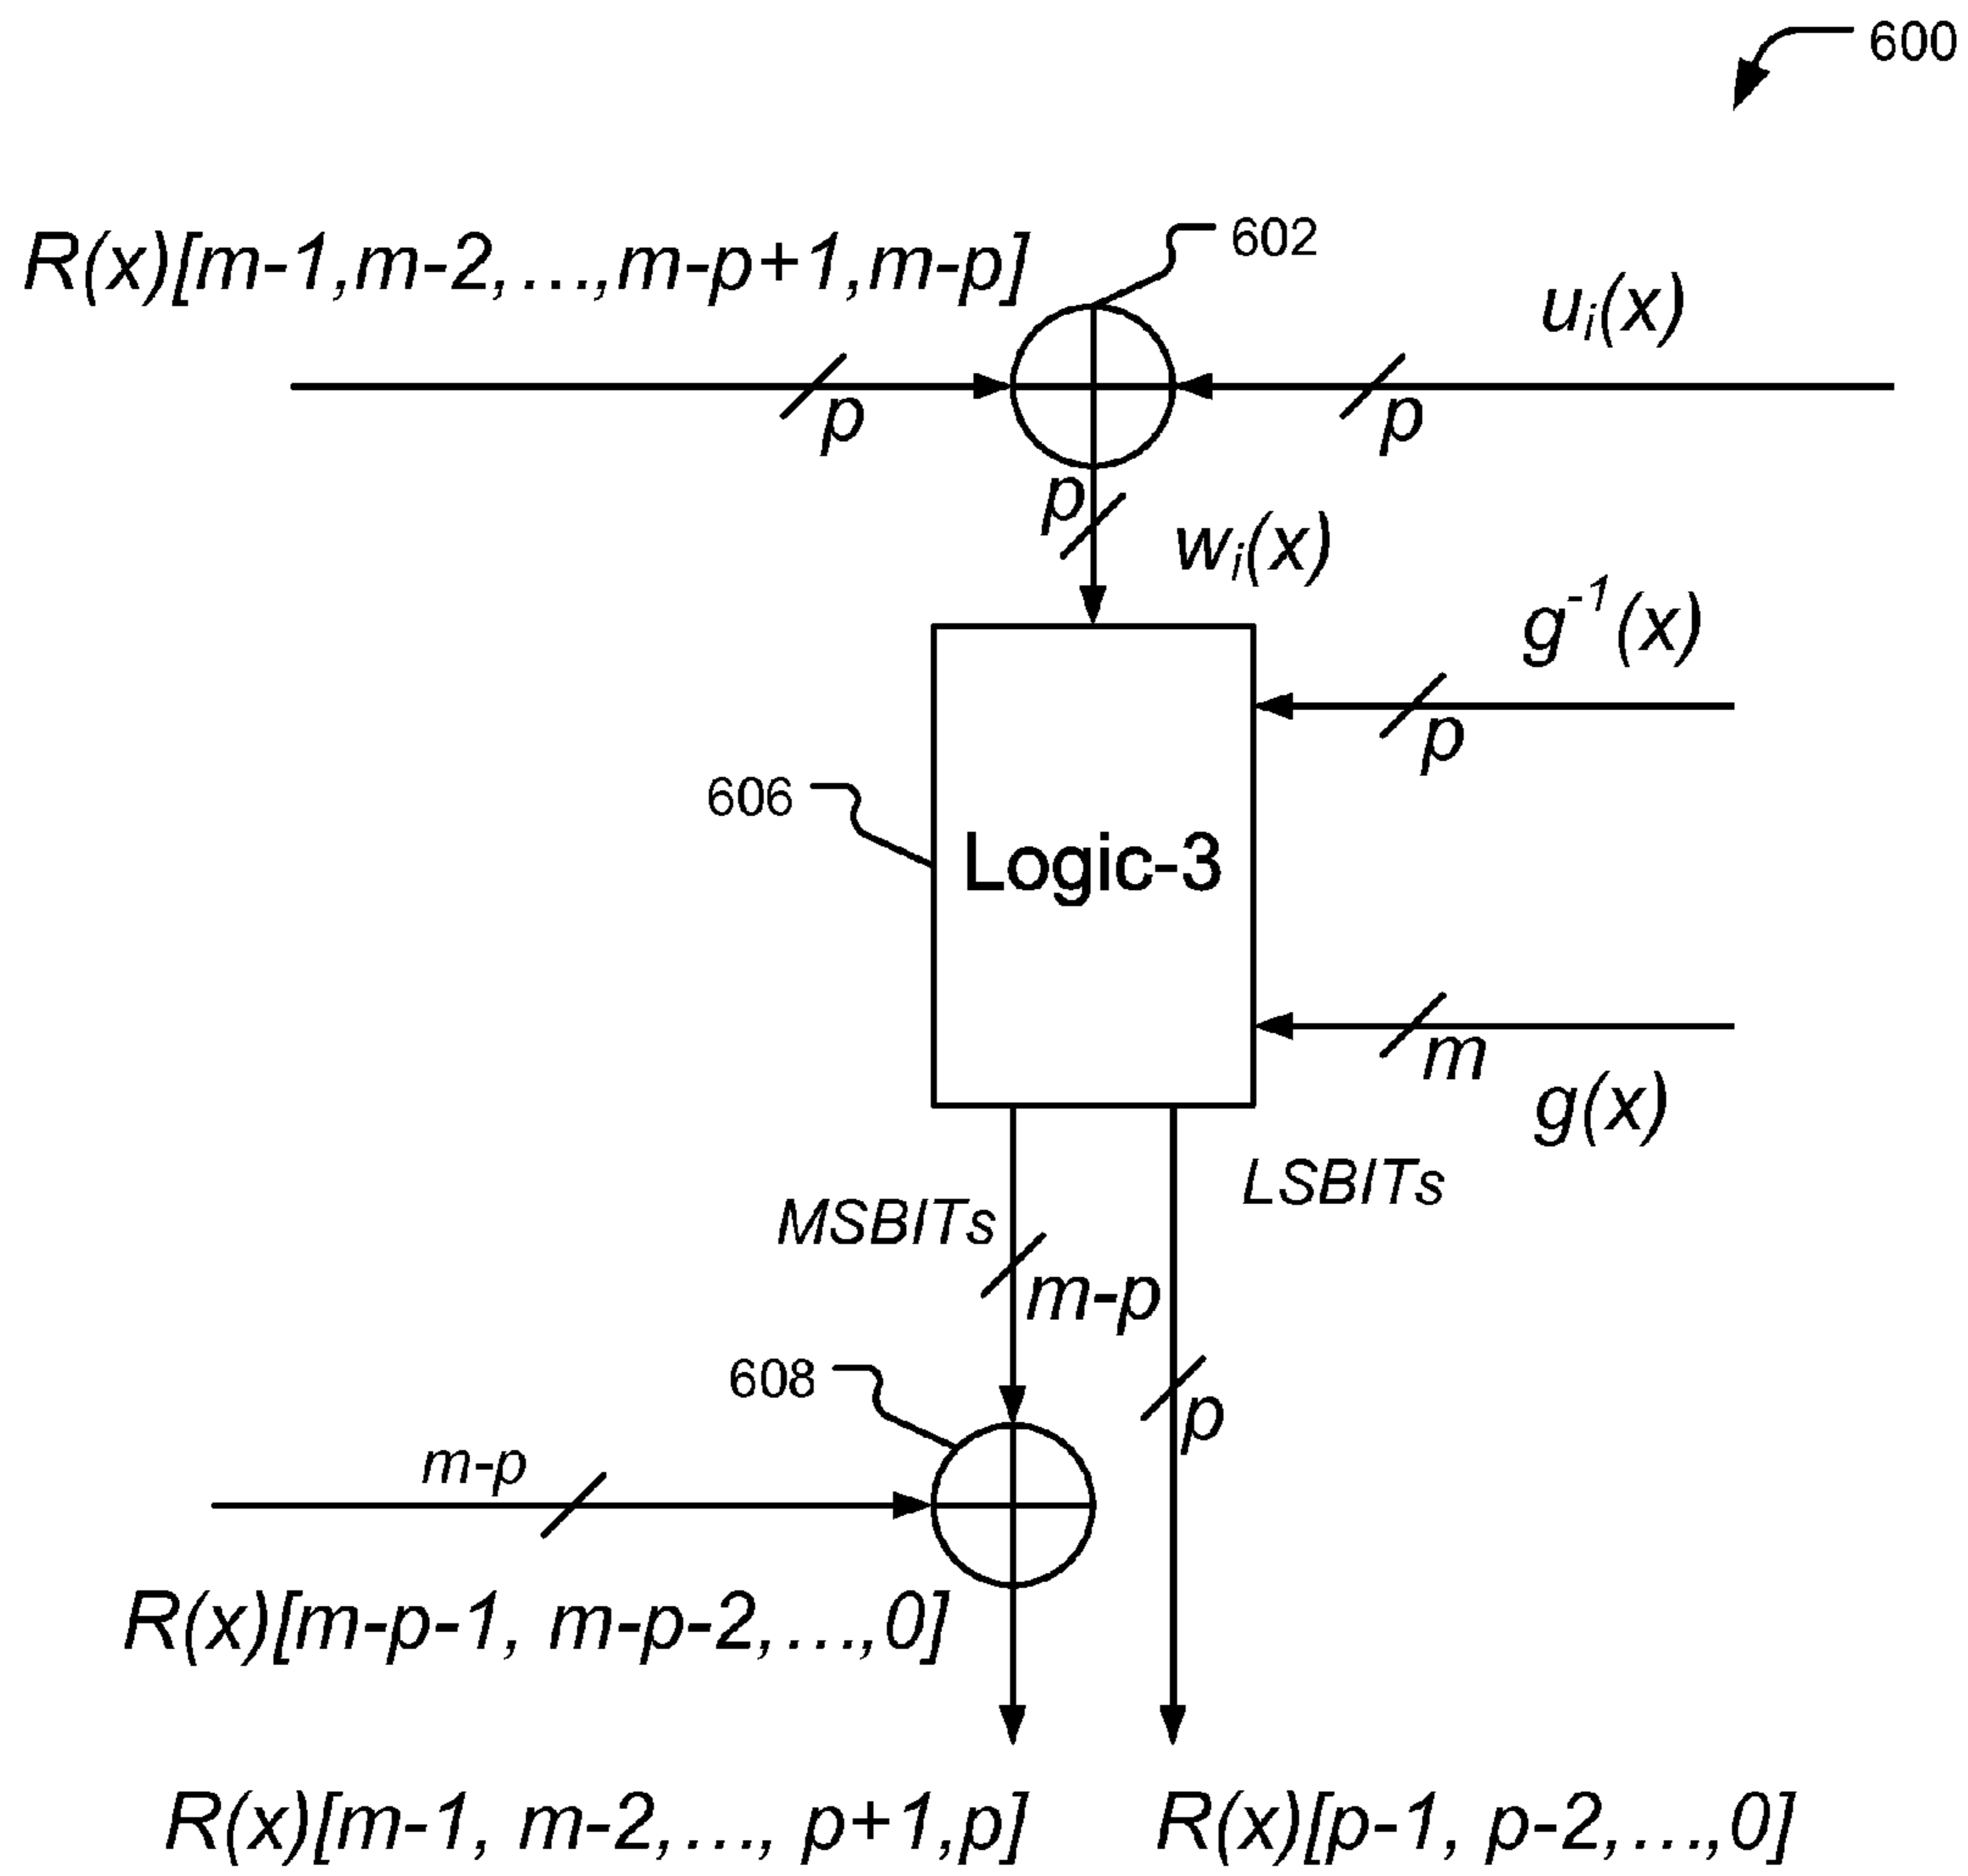 600
602
R(x)[m-1,m-2,...,m-p+1,m-p]
uᵢ(x)
p
p
p
wᵢ(x)
g⁻¹(x)
p
606
Logic-3
m
g(x)
LSBITs
MSBITs
m-p
608
p
m-p
R(x)[m-p-1, m-p-2,...,0]
R(x)[m-1, m-2,..., p+1,p]
R(x)[p-1, p-2,...,0]